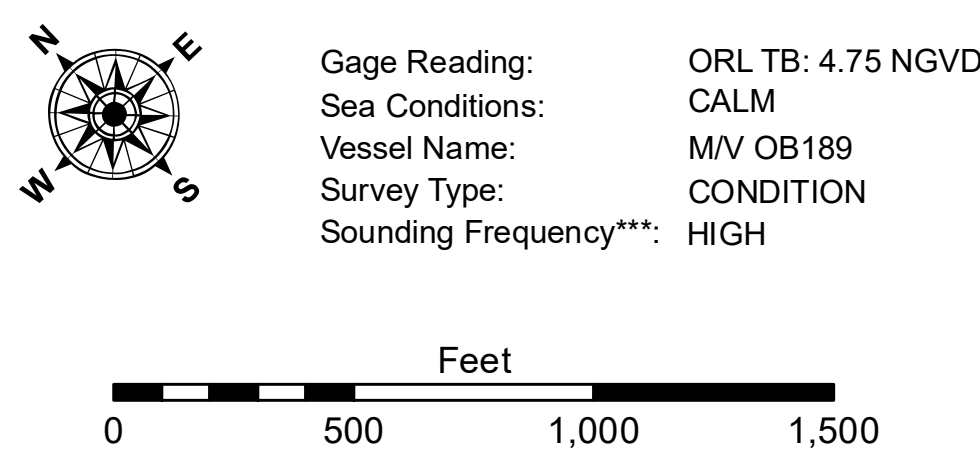 N E
W S
Gage Reading: ORL TB: 4.75 NGVD
Sea Conditions: CALM
Vessel Name: M/V OB189
Survey Type: CONDITION
Sounding Frequency***: HIGH
Feet
0 500 1,000 1,500